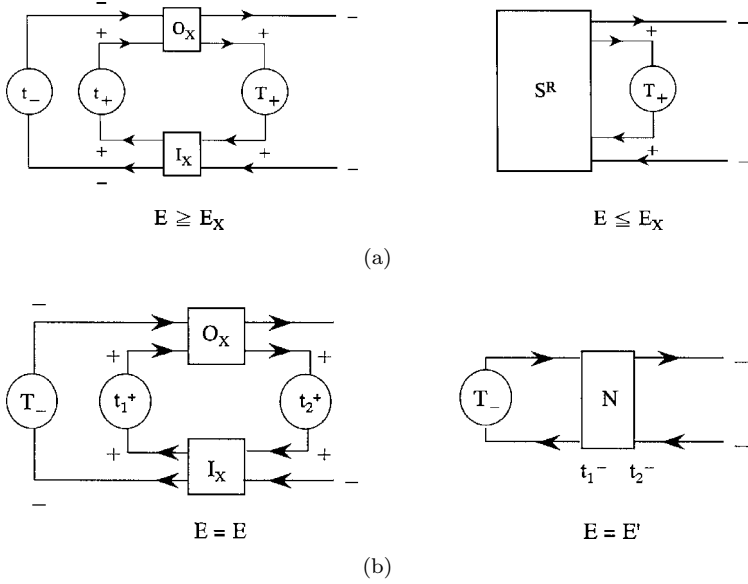 − O_X −
+ +
t_− t_+ T_+
+ I_X +
− −
E ≧ E_X
−
+
S^R T_+
+
−
E ≦ E_X
(a)
− −
O_X
+ +
T_− t_1^+ t_2^+
+ +
I_X −
−
E = E
−
T_− N
−
t_1^− t_2^−
E = E'
(b)